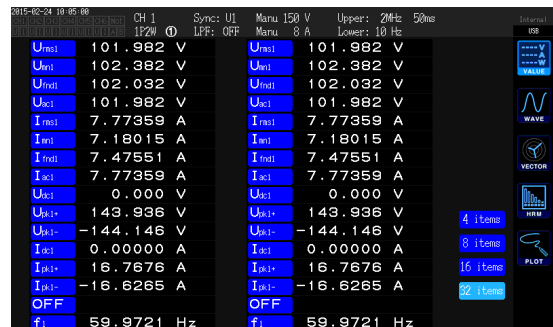 2015-02-24 10:05:00 CH 1 Sync: U1 Manu 150 V Upper: 2MHz 50ms Internal
CH1 CH2 CH3 CH4 CH5 CH6 Mot 1P2W ① LPF: OFF Manu 8 A Lower: 10 Hz USB
Urms1 101.982 V Urms1 101.982 V
Umn1 102.382 V Umn1 102.382 V
Ufnd1 102.032 V Ufnd1 102.032 V
Uac1 101.982 V Uac1 101.982 V
Irms1 7.77359 A Irms1 7.77359 A
Imn1 7.18015 A Imn1 7.18015 A
Ifnd1 7.47551 A Ifnd1 7.47551 A
Iac1 7.77359 A Iac1 7.77359 A
Udc1 0.000 V Udc1 0.000 V
Upk1+ 143.936 V Upk1+ 143.936 V
Upk1- -144.146 V Upk1- -144.146 V
Idc1 0.00000 A Idc1 0.00000 A
Ipk1+ 16.7676 A Ipk1+ 16.7676 A
Ipk1- -16.6265 A Ipk1- -16.6265 A
OFF OFF
f1 59.9721 Hz f1 59.9721 Hz
4 items
8 items
16 items
32 items
V
A
W
VALUE
WAVE
VECTOR
HRM
PLOT